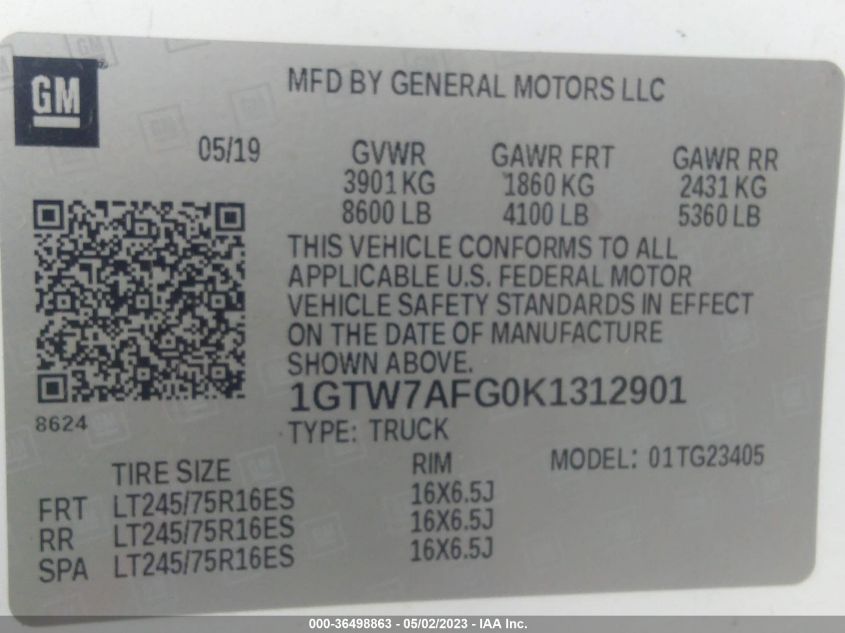 GM
MFD BY GENERAL MOTORS LLC
05/19 GVWR GAWR FRT GAWR RR
3901 KG 1860 KG 2431 KG
8600 LB 4100 LB 5360 LB
THIS VEHICLE CONFORMS TO ALL
APPLICABLE U.S. FEDERAL MOTOR
VEHICLE SAFETY STANDARDS IN EFFECT
ON THE DATE OF MANUFACTURE
SHOWN ABOVE.
1GTW7AFG0K1312901
8624
TYPE: TRUCK
TIRE SIZE RIM MODEL: 01TG23405
FRT LT245/75R16ES 16X6.5J
RR LT245/75R16ES 16X6.5J
SPA LT245/75R16ES 16X6.5J
000-36498863 - 05/02/2023 - IAA Inc.